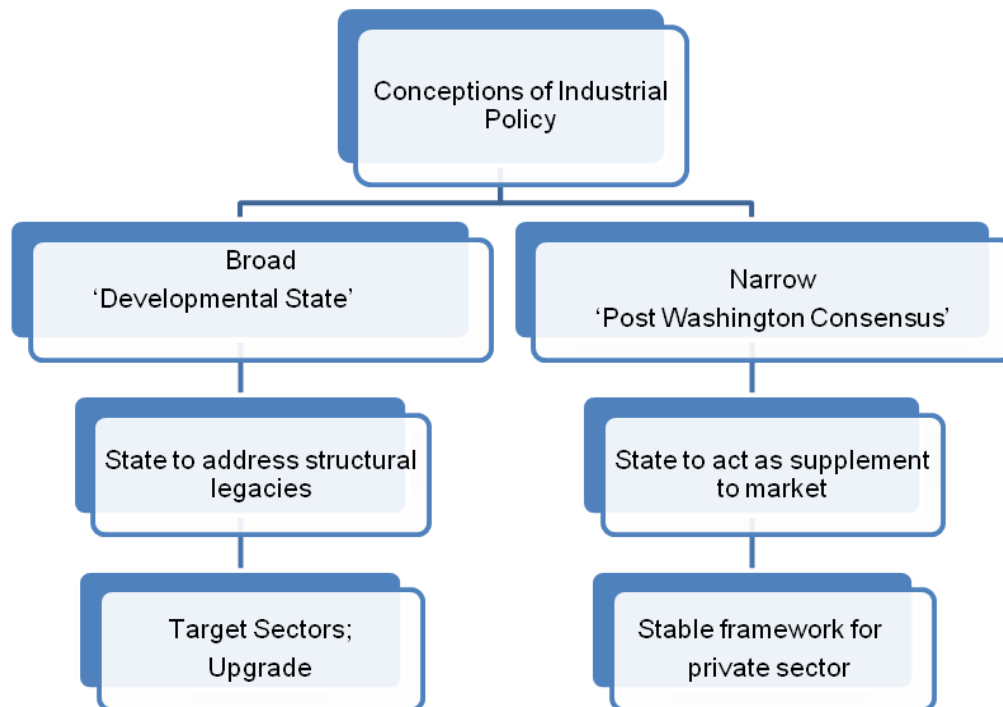 Conceptions of Industrial
Policy
Broad
‘Developmental State’
Narrow
‘Post Washington Consensus’
State to address structural
legacies
State to act as supplement
to market
Target Sectors;
Upgrade
Stable framework for
private sector